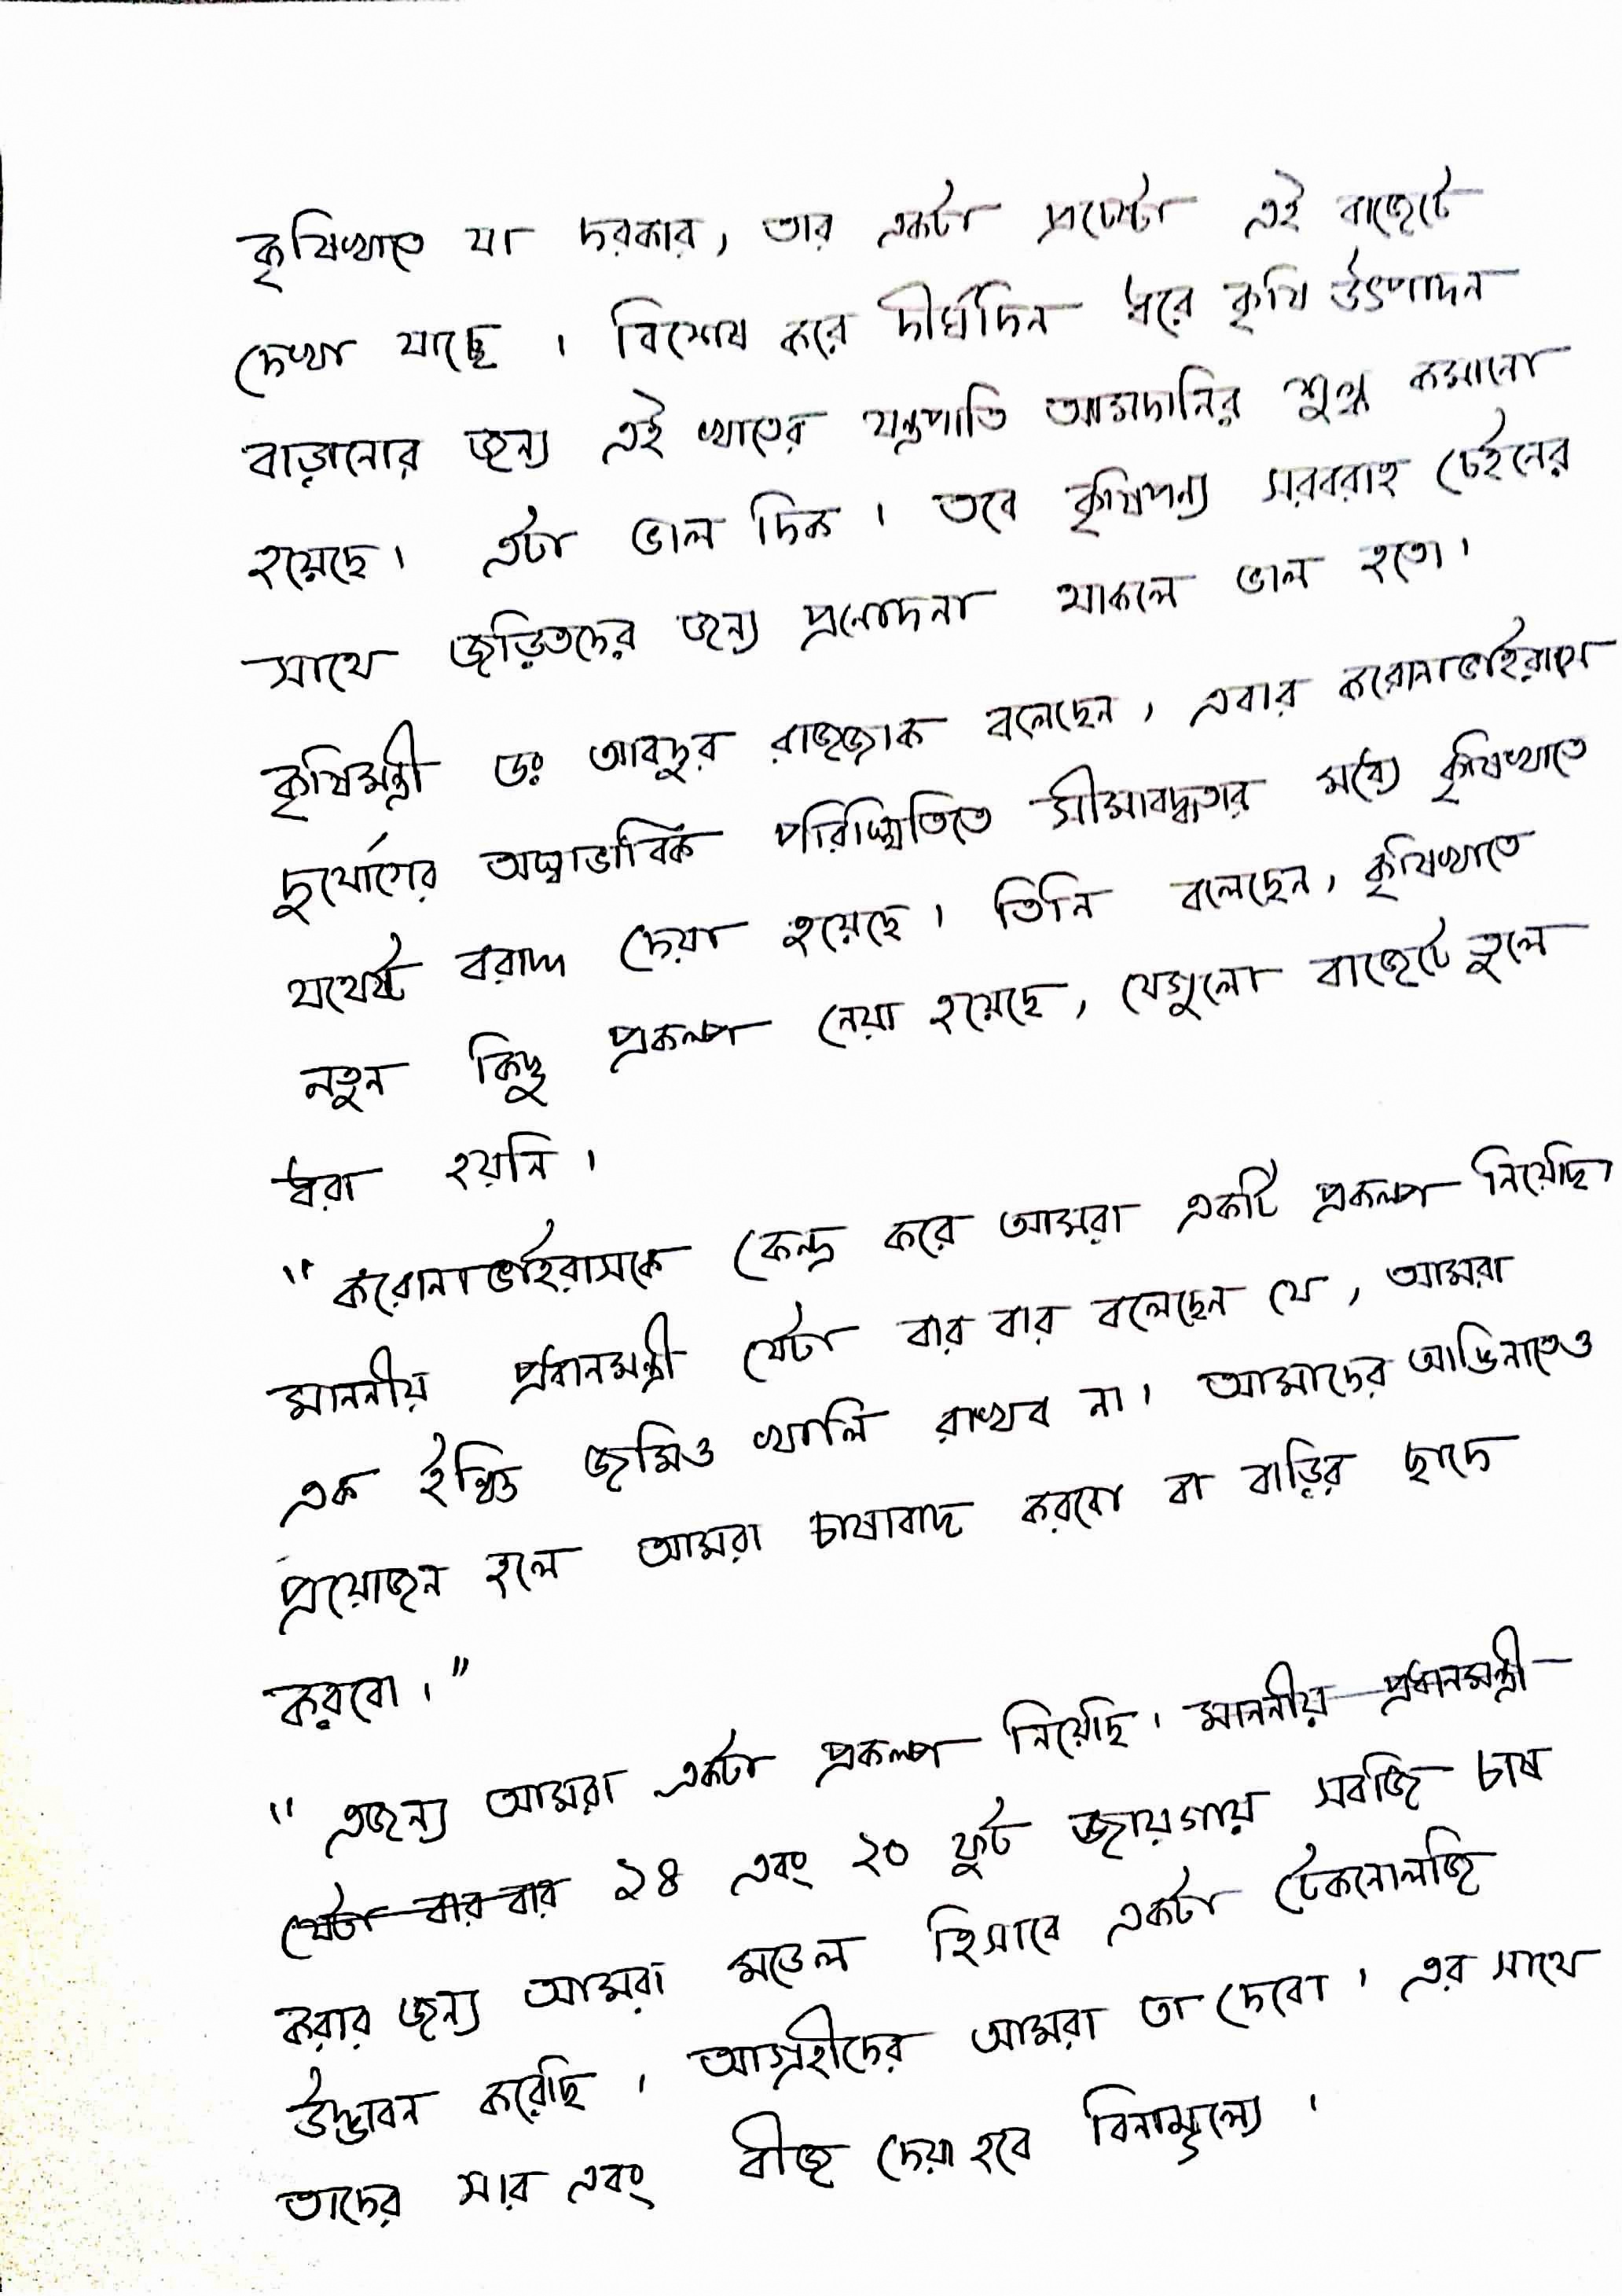 কৃষিখাতে যা দরকার, তার একটা প্রচেষ্টা এই বাজেটে
দেখা যাচ্ছে । বিশেষ করে দীর্ঘদিন ধরে কৃষি উৎপাদন
বাড়ানোর জন্য এই খাতের যন্ত্রপাতি আমদানির শুল্ক কমানো
হয়েছে। এটা ভাল দিক । তবে কৃষিপন্য সরবরাহ চেইনের
সাথে জড়িতদের জন্য প্রনোদনা থাকলে ভাল হতো।
কৃষিমন্ত্রী ডঃ আবদুর রাজ্জাক বলেছেন, এবার করোনাভাইরাসে
দুর্যোগের অস্বাভাবিক পরিস্থিতিতে সীমাবদ্ধতার মধ্যে কৃষিখাতে
যথেষ্ট বরাদ্দ দেয়া হয়েছে। তিনি বলেছেন, কৃষিখাতে
নতুন কিছু প্রকল্প নেয়া হয়েছে, যেগুলো বাজেটে তুলে
ধরা হয়নি ।
"করোনাভাইরাসকে কেন্দ্র করে আমরা একটি প্রকল্প নিয়েছি।
মাননীয় প্রধানমন্ত্রী যেটা বার বার বলেছেন যে, আমরা
এক ইঞ্চিও জমিও খালি রাখব না। আমাদের আঙিনাতেও
প্রয়োজন হলে আমরা চাষাবাদ করবো বা বাড়ির ছাদে
করবো।"
"এজন্য আমরা একটা প্রকল্প নিয়েছি। মাননীয় প্রধানমন্ত্রী
যেটা বার বার ২৪ এবং ২০ ফুট জায়গায় সবজি চাষ
করার জন্য আমরা মডেল হিসাবে একটা টেকনোলজি
উদ্ভাবন করেছি । আগ্রহীদের আমরা তা দেবো । এর সাথে
তাদের সার এবং বীজ দেয়া হবে বিনামূল্যে ।